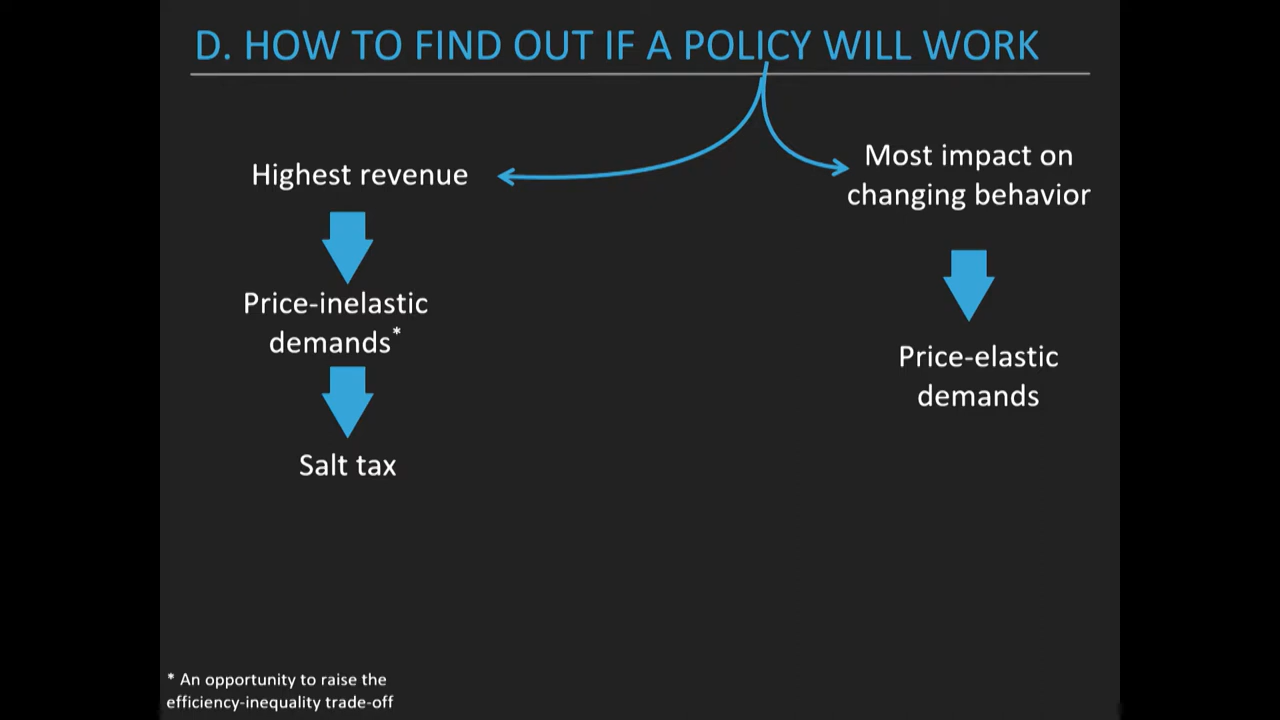 D. HOW TO FIND OUT IF A POLICY WILL WORK
Highest revenue
Price-inelastic
demands*
Salt tax
Most impact on
changing behavior
Price-elastic
demands
* An opportunity to raise the
efficiency-inequality trade-off